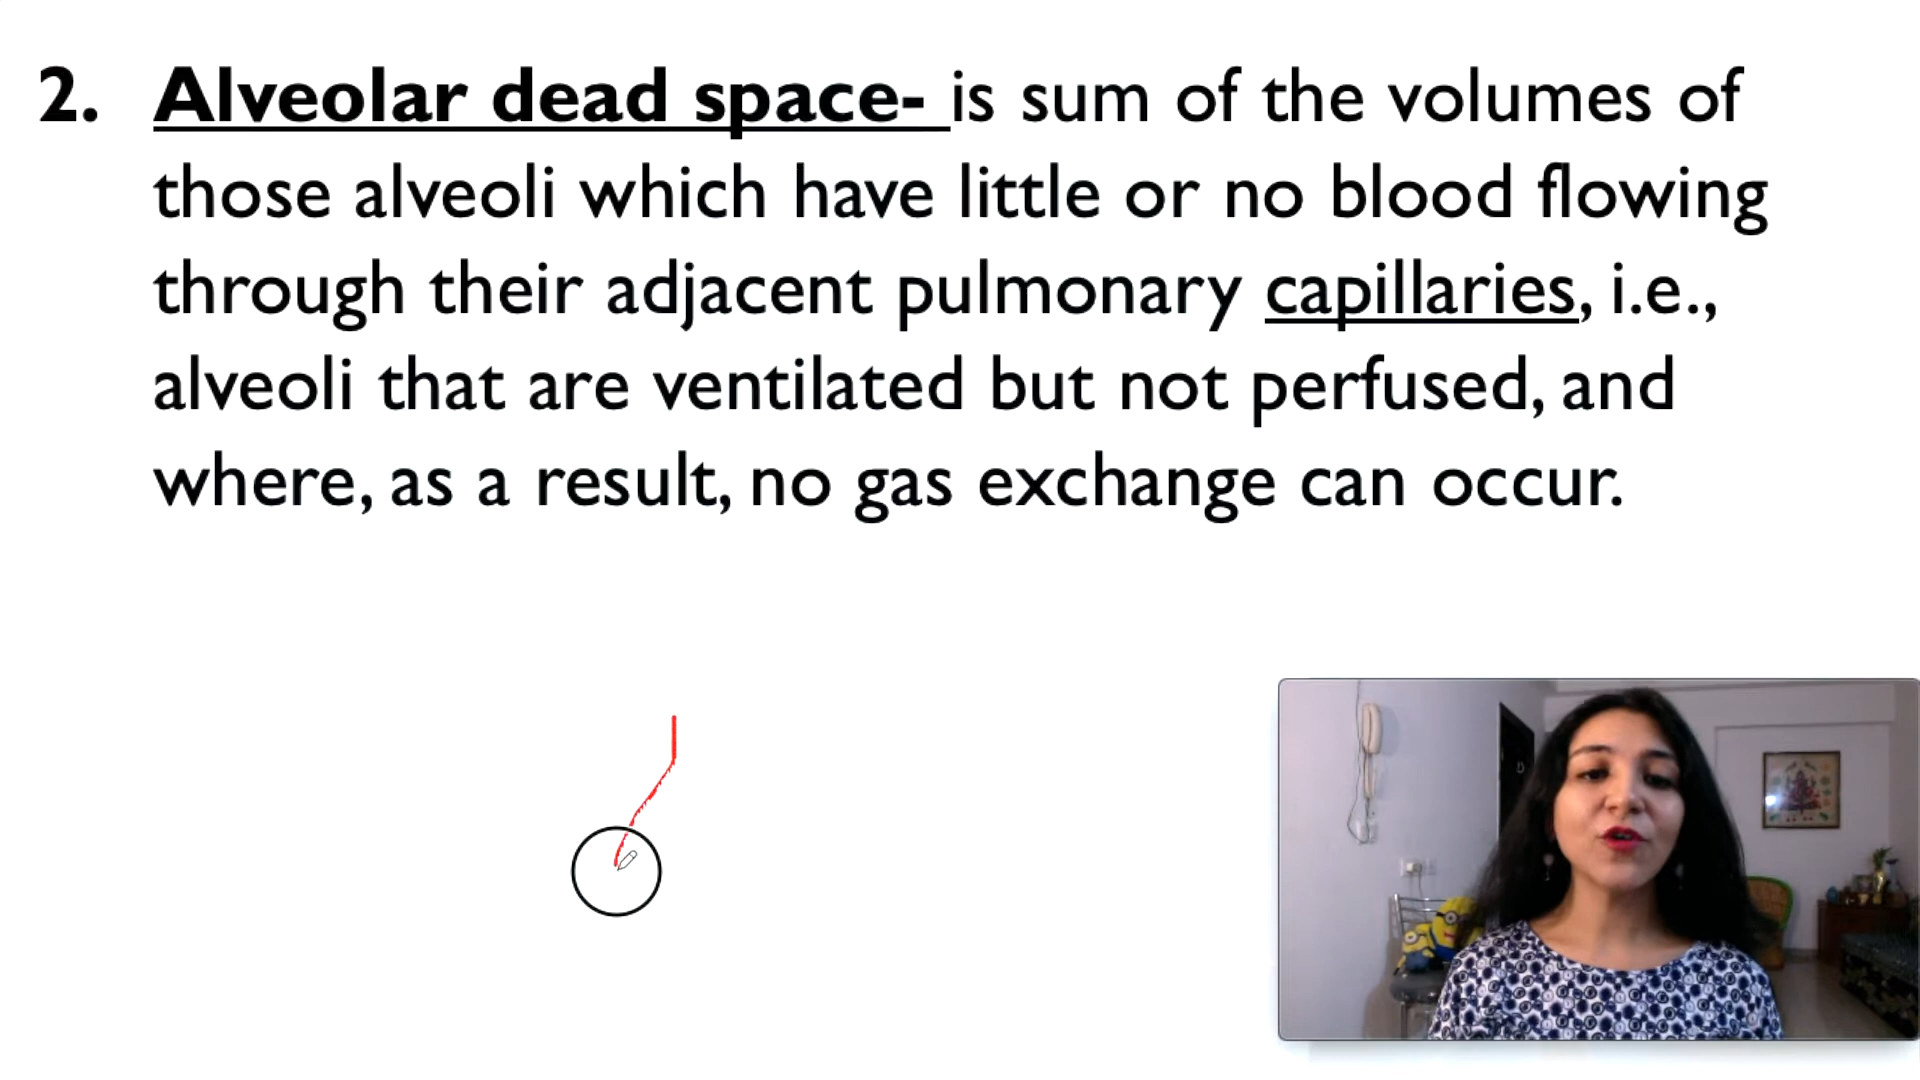 2. Alveolar dead space- is sum of the volumes of
those alveoli which have little or no blood flowing
through their adjacent pulmonary capillaries, i.e.,
alveoli that are ventilated but not perfused, and
where, as a result, no gas exchange can occur.